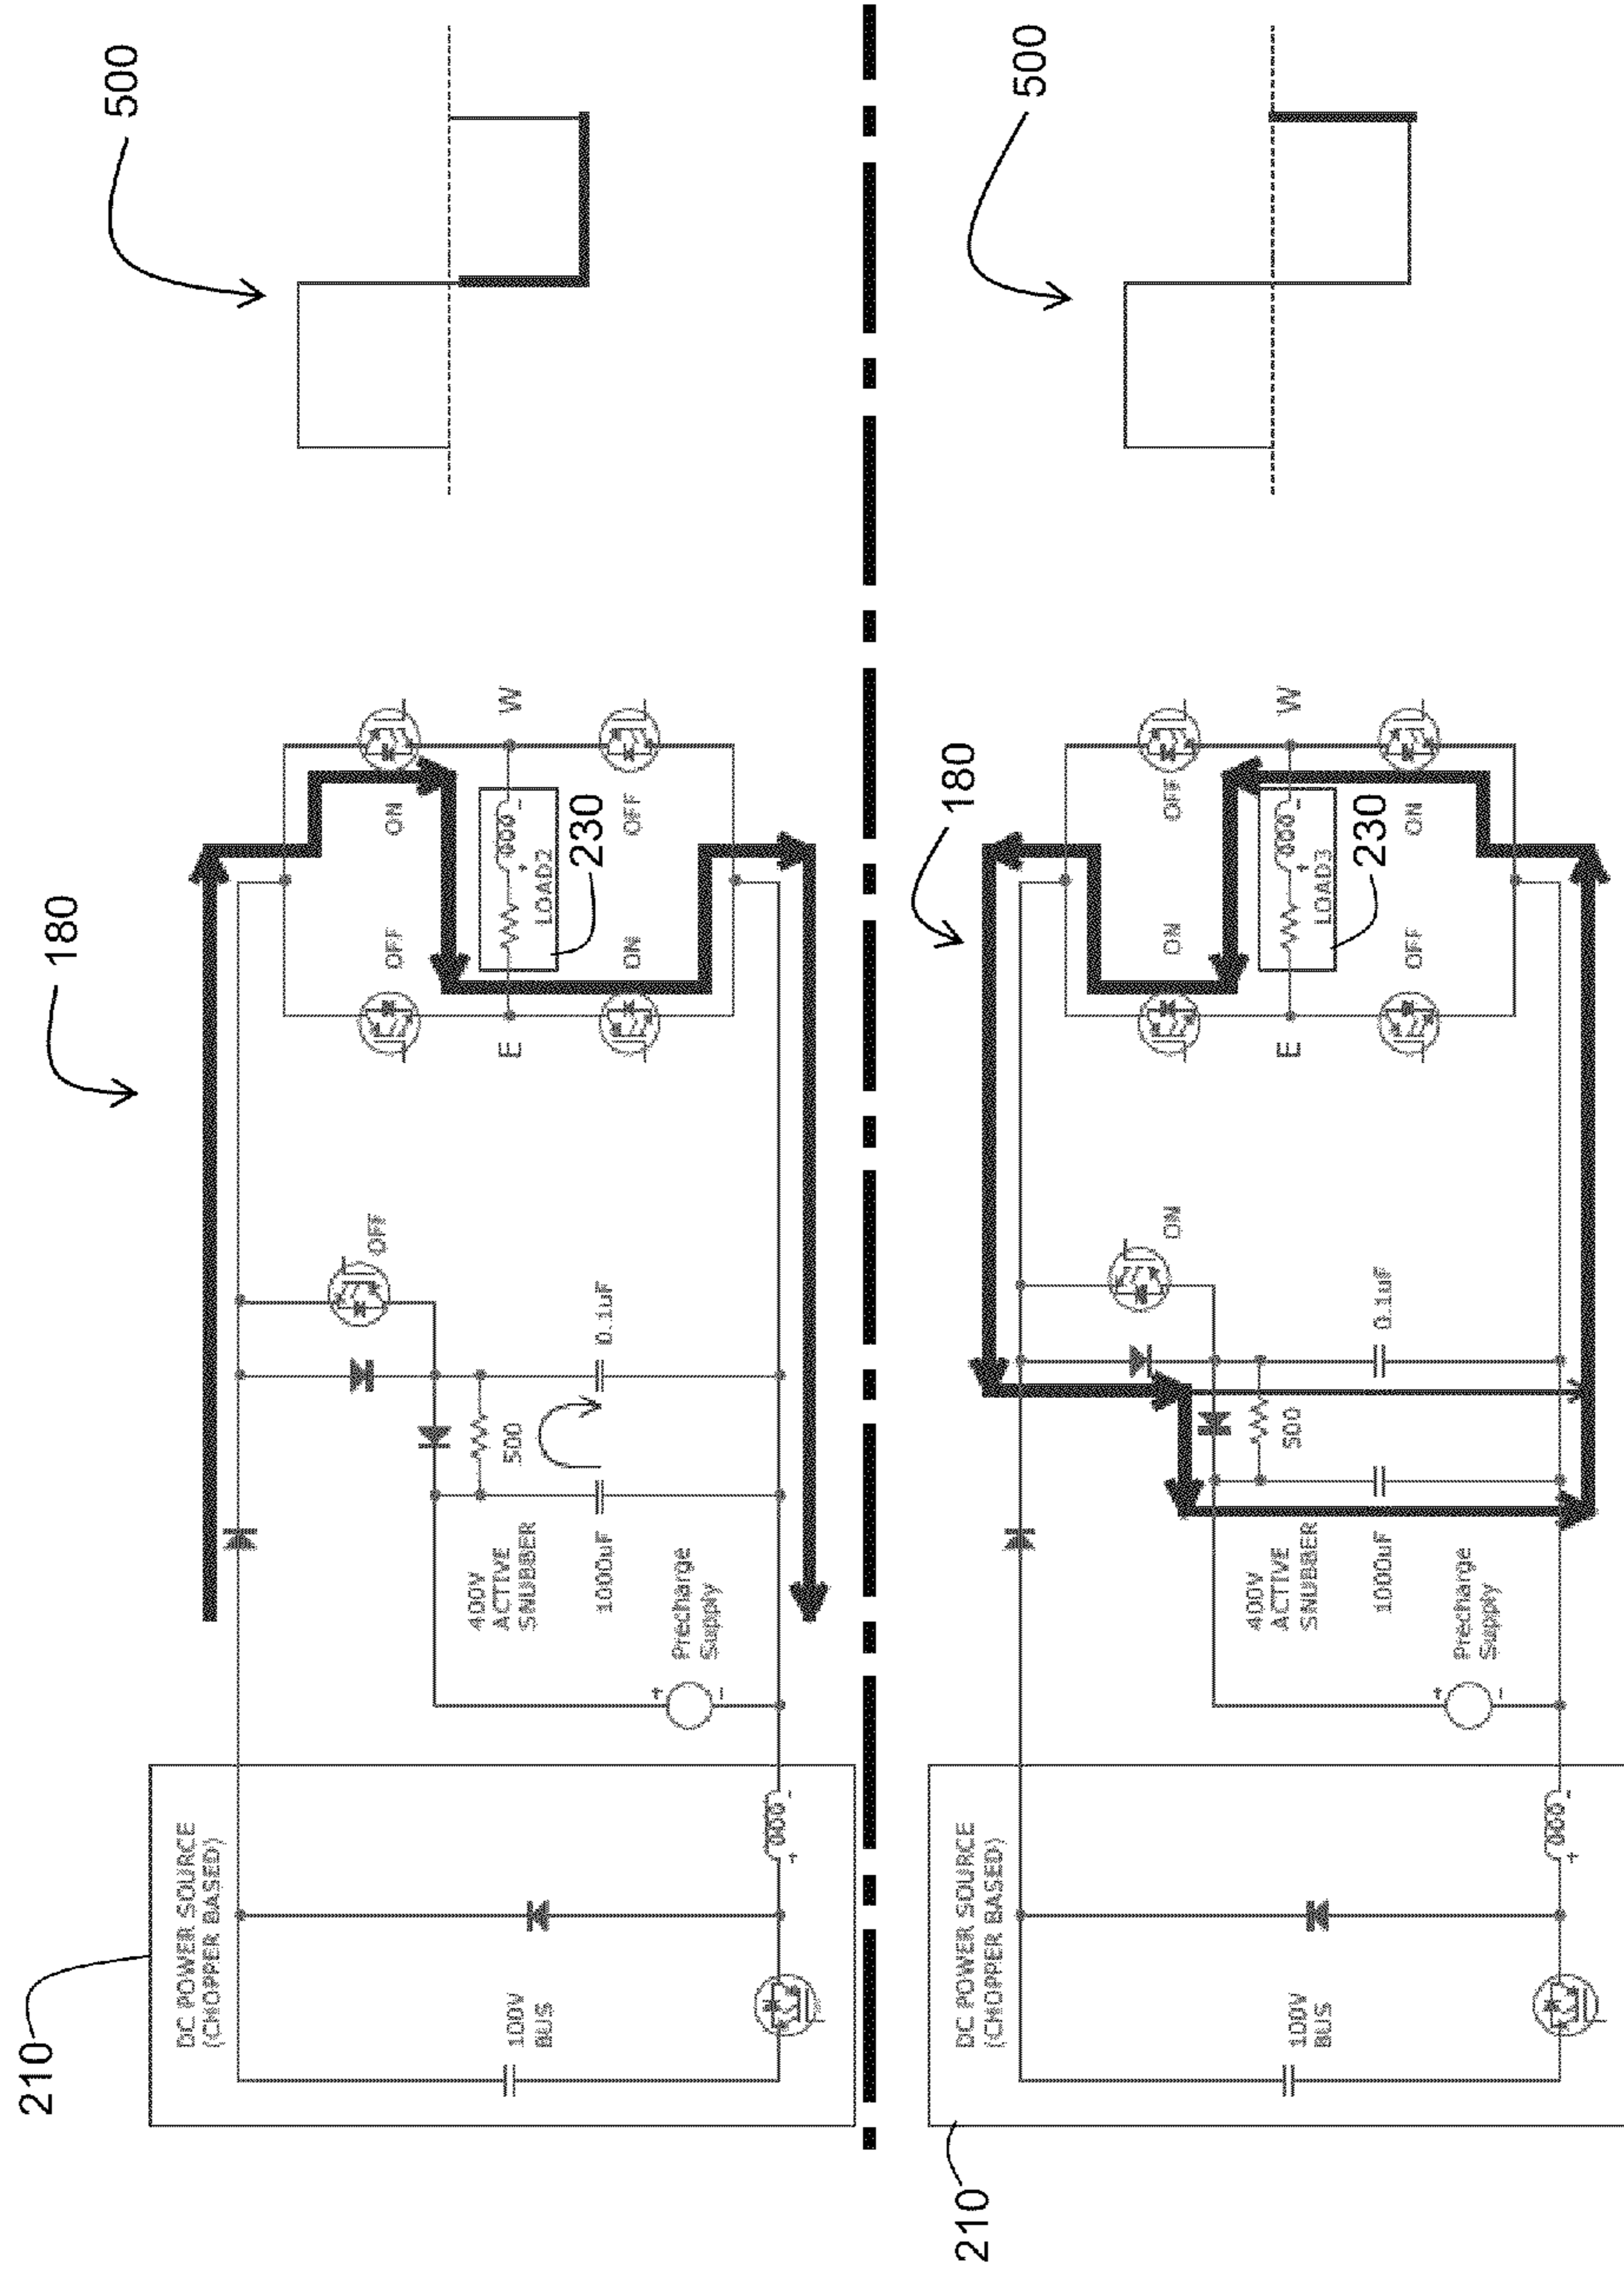 210
DC POWER SOURCE
(CHOPPER BASED)
100V
BUS
+
-
Precharge
Supply
+
-
400V
ACTIVE
SNUBBER
1000uF
500
0.1uF
OFF
180
E
OFF
ON
ON
OFF
LOAD2
+
-
230
W
500
210
DC POWER SOURCE
(CHOPPER BASED)
100V
BUS
+
-
Precharge
Supply
+
-
400V
ACTIVE
SNUBBER
1000uF
500
0.1uF
ON
180
E
ON
OFF
OFF
ON
LOAD3
+
-
230
W
500